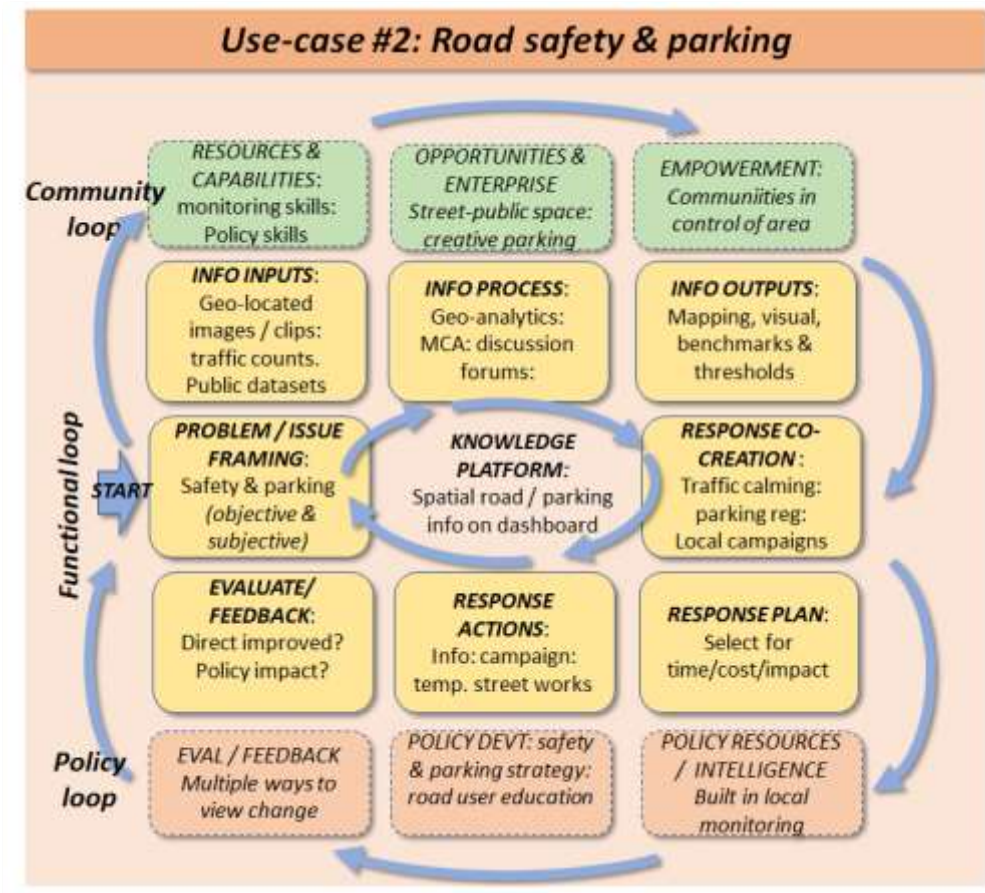 Use-case #2: Road safety & parking
Community
loop
RESOURCES &
CAPABILITIES:
monitoring skills:
Policy skills
OPPORTUNITIES &
ENTERPRISE
Street-public space:
creative parking
EMPOWERMENT:
Communiities in
control of area
INFO INPUTS:
Geo-located
images / clips:
traffic counts.
Public datasets
INFO PROCESS:
Geo-analytics:
MCA: discussion
forums:
INFO OUTPUTS:
Mapping, visual,
benchmarks &
thresholds
Functional loop
START
PROBLEM / ISSUE
FRAMING:
Safety & parking
(objective &
subjective)
KNOWLEDGE
PLATFORM:
Spatial road / parking
info on dashboard
RESPONSE CO-
CREATION :
Traffic calming:
parking reg:
Local campaigns
EVALUATE/
FEEDBACK:
Direct improved?
Policy impact?
RESPONSE
ACTIONS:
Info: campaign:
temp. street works
RESPONSE PLAN:
Select for
time/cost/impact
Policy
loop
EVAL / FEEDBACK
Multiple ways to
view change
POLICY DEVT: safety
& parking strategy:
road user education
POLICY RESOURCES
/ INTELLIGENCE
Built in local
monitoring